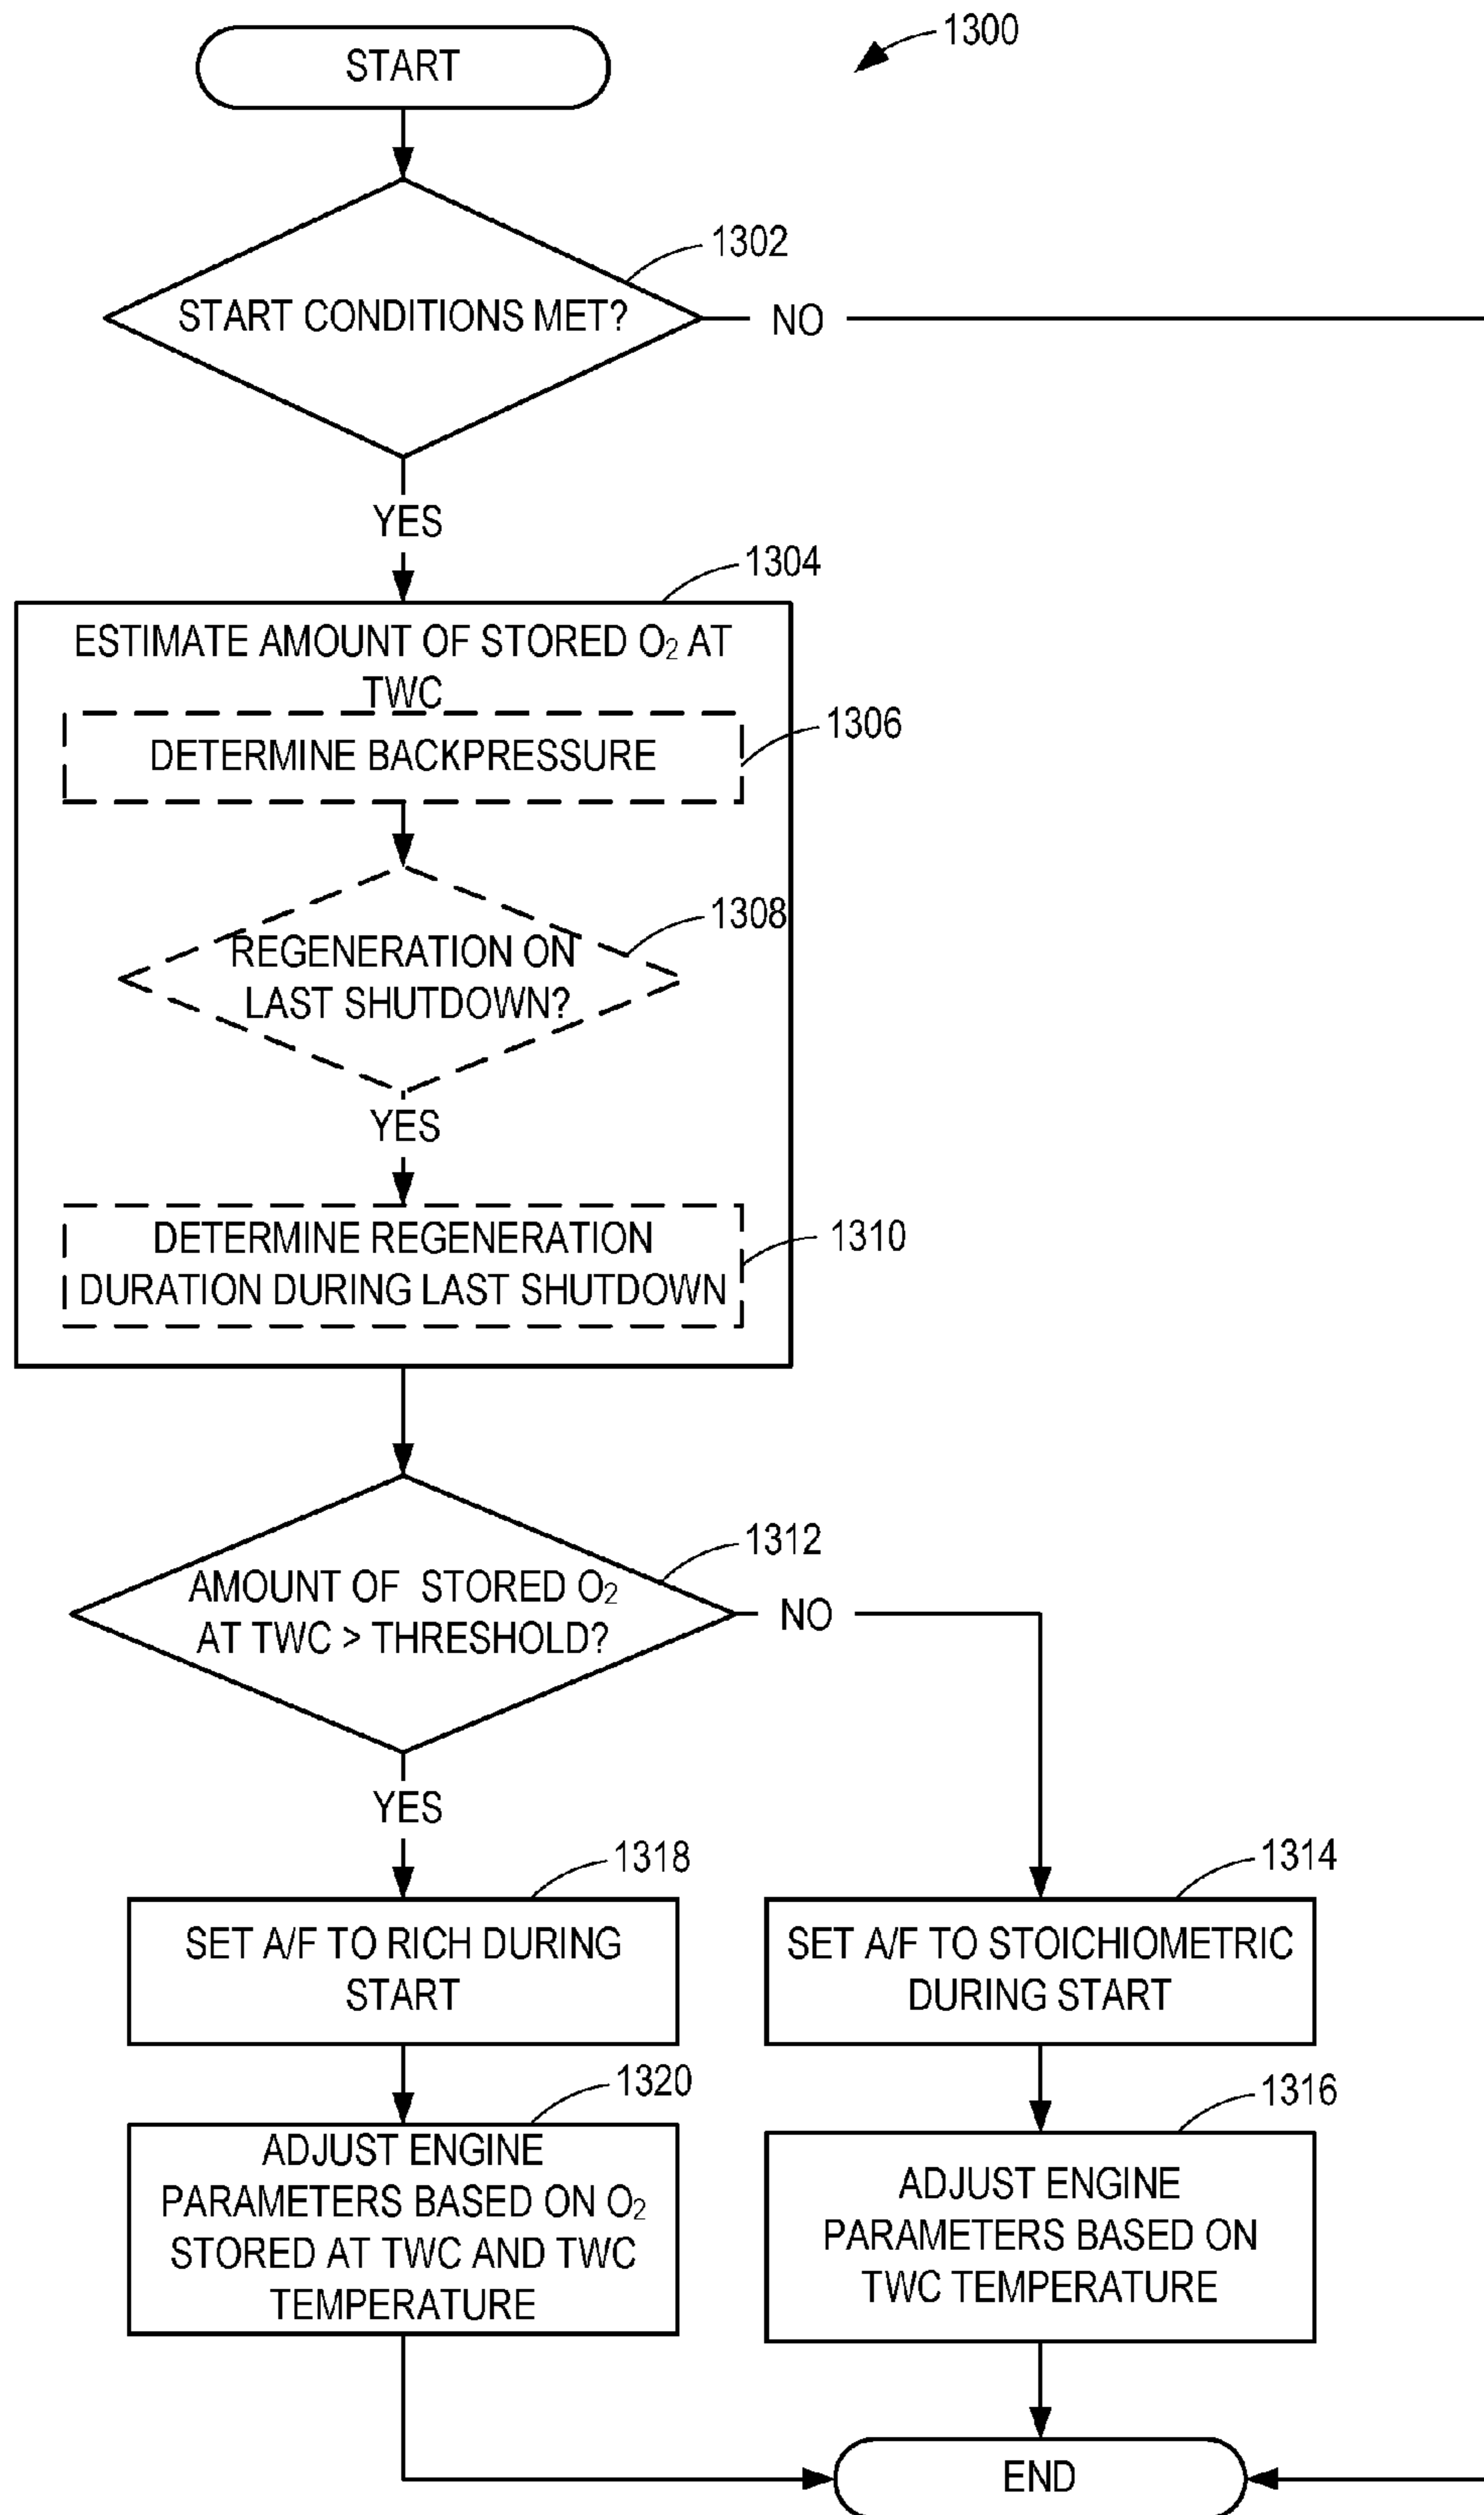 1300
START
1302
START CONDITIONS MET?
NO
YES
1304
ESTIMATE AMOUNT OF STORED O₂ AT
TWC
1306
DETERMINE BACKPRESSURE
1308
REGENERATION ON
LAST SHUTDOWN?
YES
1310
DETERMINE REGENERATION
DURATION DURING LAST SHUTDOWN
1312
AMOUNT OF STORED O₂
AT TWC > THRESHOLD?
NO
YES
1318
SET A/F TO RICH DURING
START
1314
SET A/F TO STOICHIOMETRIC
DURING START
1320
ADJUST ENGINE
PARAMETERS BASED ON O₂
STORED AT TWC AND TWC
TEMPERATURE
1316
ADJUST ENGINE
PARAMETERS BASED ON
TWC TEMPERATURE
END